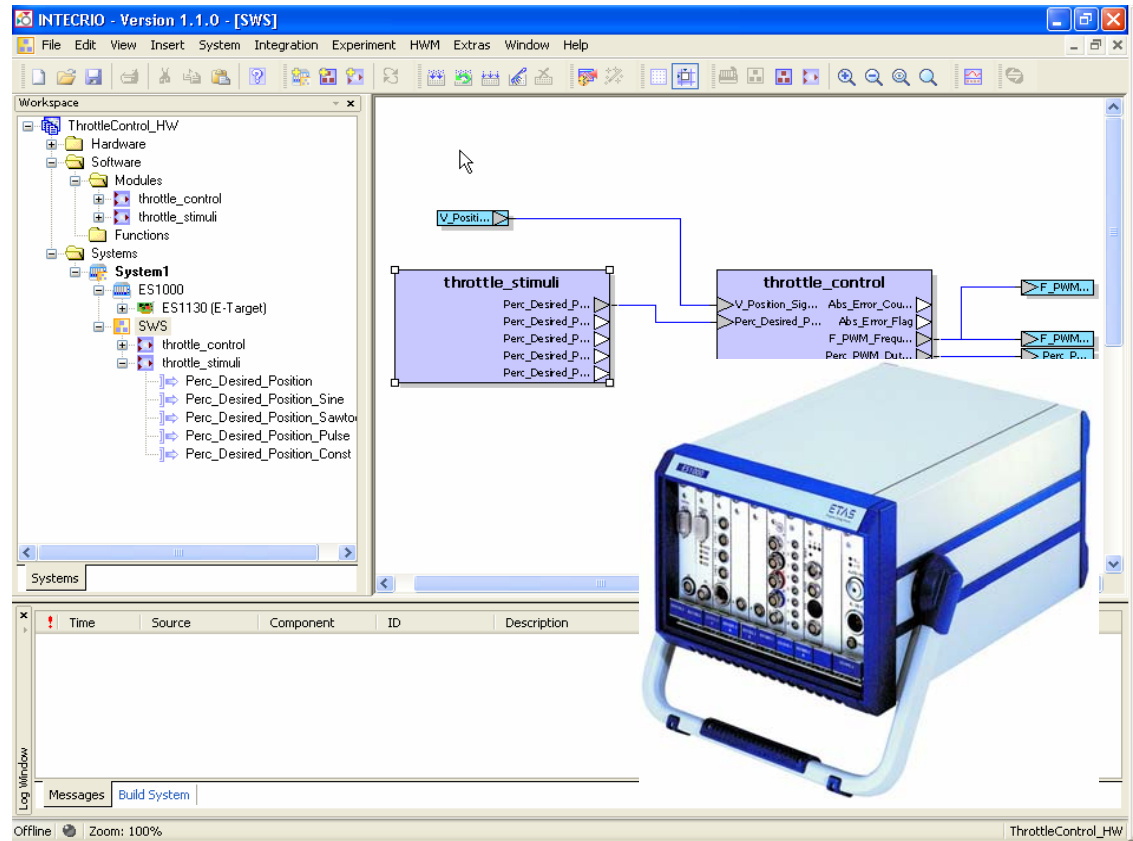 INTECRIO - Version 1.1.0 - [SWS]
File Edit View Insert System Integration Experiment HWM Extras Window Help
Workspace
ThrottleControl_HW
Hardware
Software
Modules
throttle_control
throttle_stimuli
Functions
Systems
System1
ES1000
ES1130 (E-Target)
SWS
throttle_control
throttle_stimuli
Perc_Desired_Position
Perc_Desired_Position_Sine
Perc_Desired_Position_Sawtoo
Perc_Desired_Position_Pulse
Perc_Desired_Position_Const
Systems
V_Positi...
throttle_stimuli
Perc_Desired_P...
Perc_Desired_P...
Perc_Desired_P...
Perc_Desired_P...
Perc_Desired_P...
throttle_control
V_Position_Sig... Abs_Error_Cou...
Perc_Desired_P... Abs_Error_Flag
F_PWM_Frequ...
Perc_PWM_Dut...
F_PWM...
F_PWM...
Perc_P...
ES1000
ETAS
! Time Source Component ID Description
Log Window
Messages Build System
Offline Zoom: 100% ThrottleControl_HW